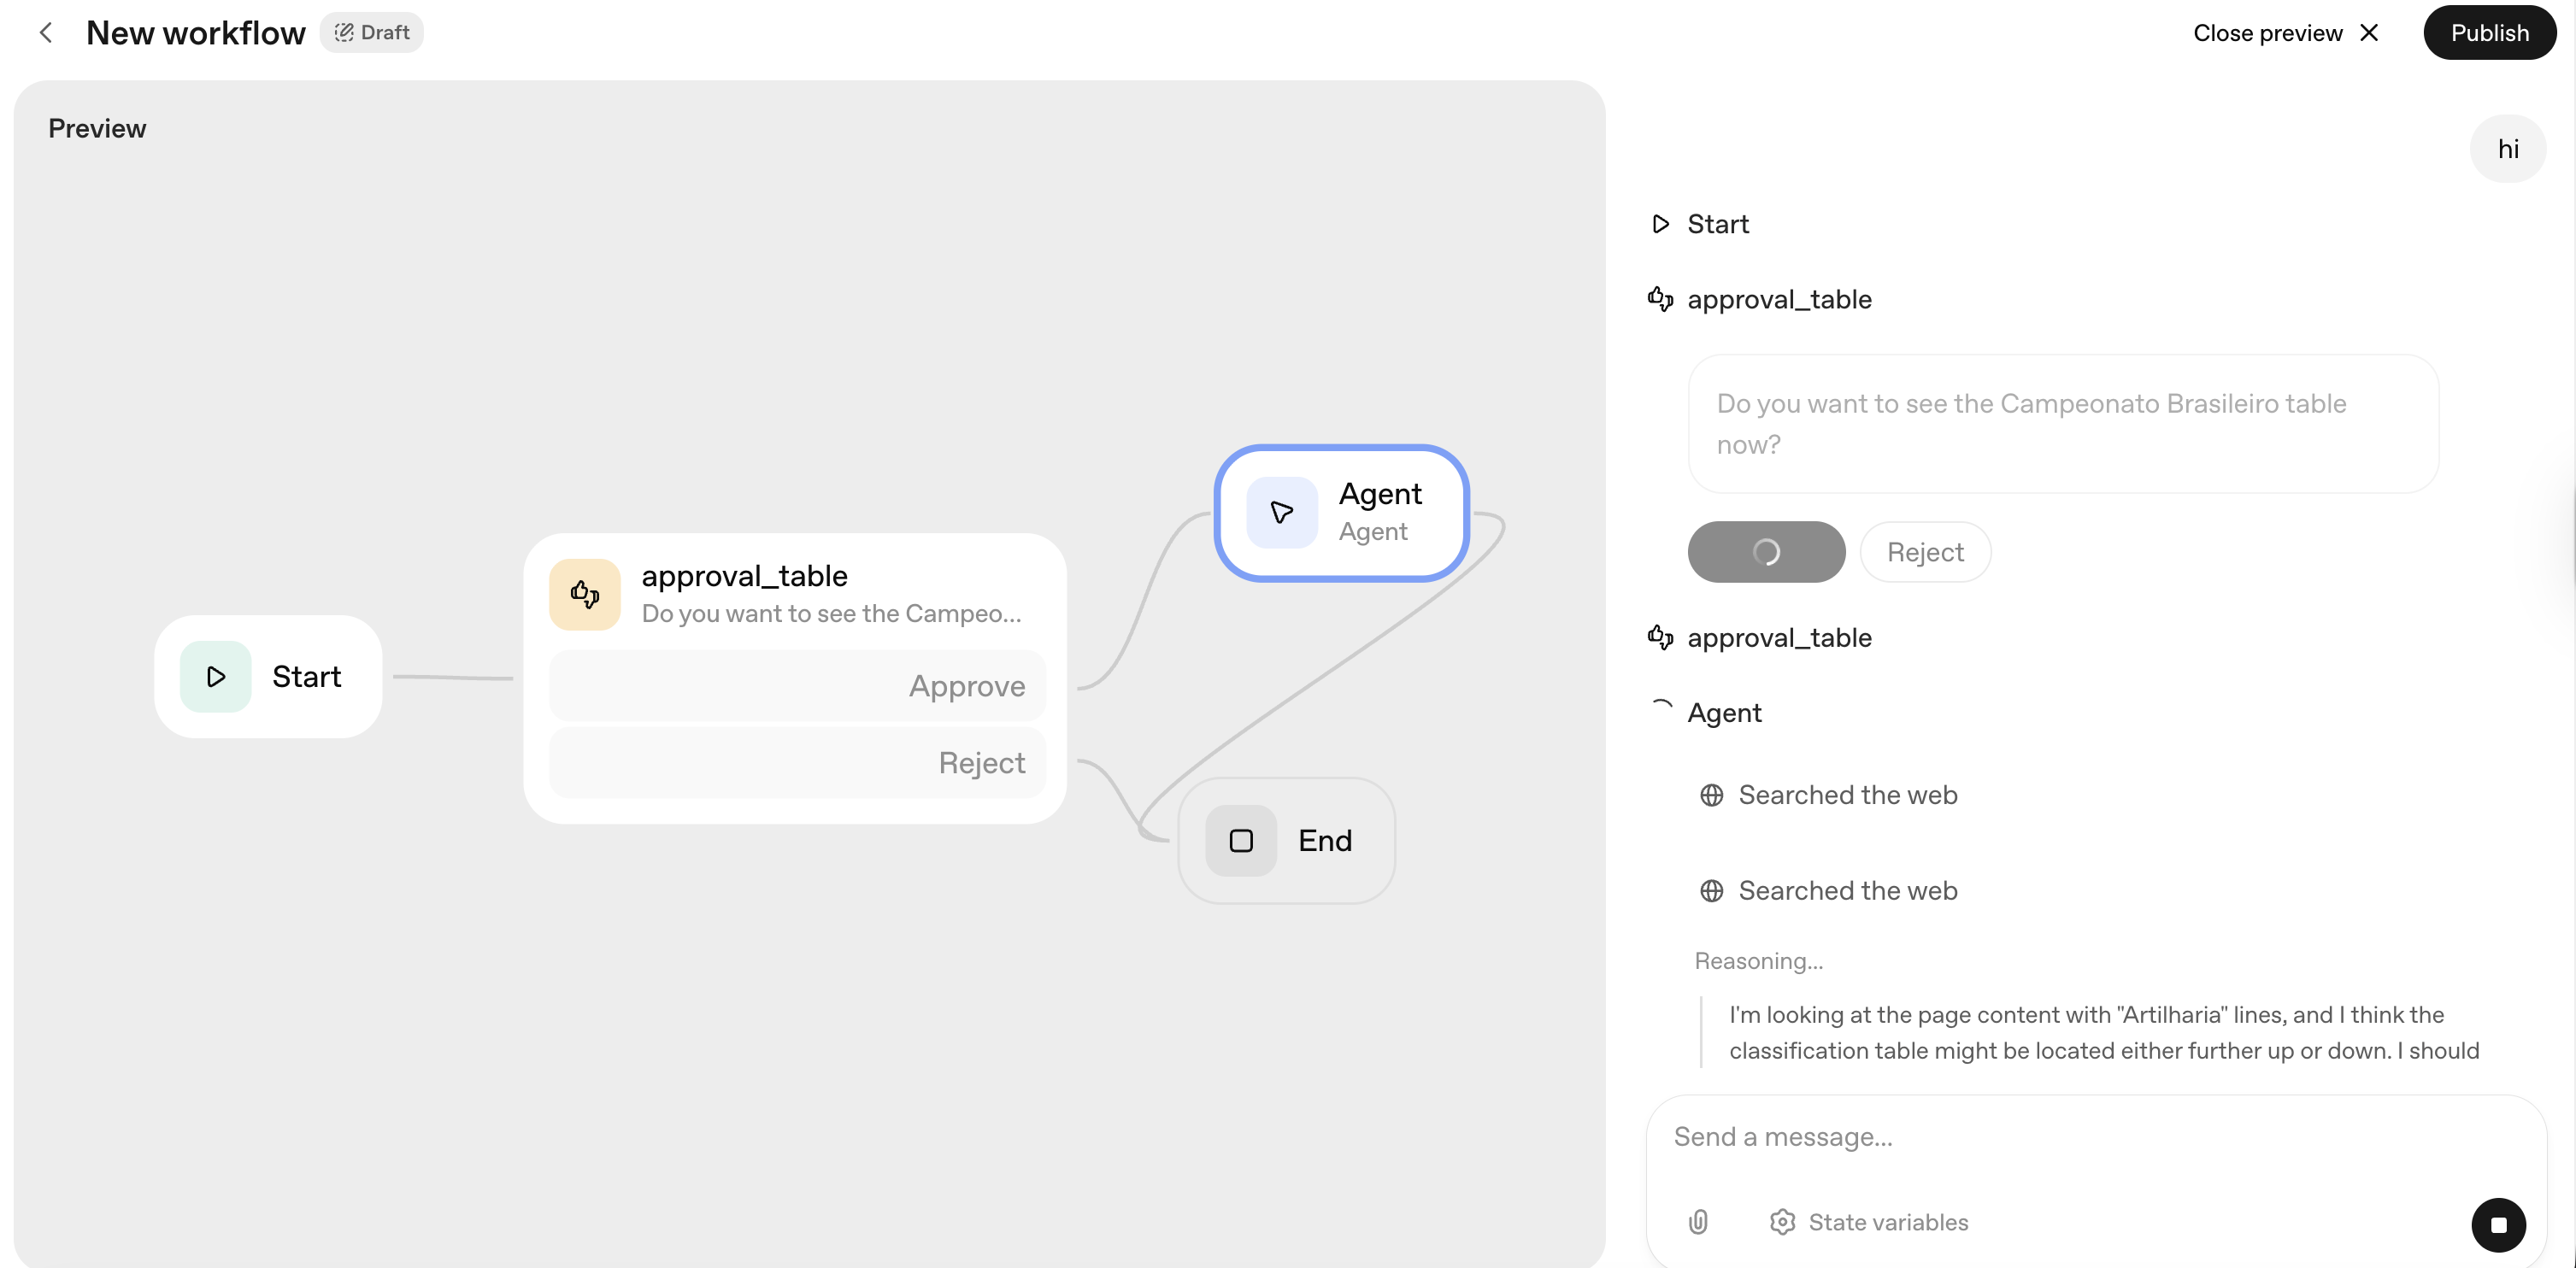 New workflow
Draft
Close preview
Publish
Preview
Start
approval_table
Do you want to see the Campeo...
Approve
Reject
Agent
Agent
End
hi
Start
approval_table
Do you want to see the Campeonato Brasileiro table
now?
Reject
approval_table
Agent
Searched the web
Searched the web
Reasoning...
I'm looking at the page content with "Artilharia" lines, and I think the
classification table might be located either further up or down. I should
Send a message...
State variables